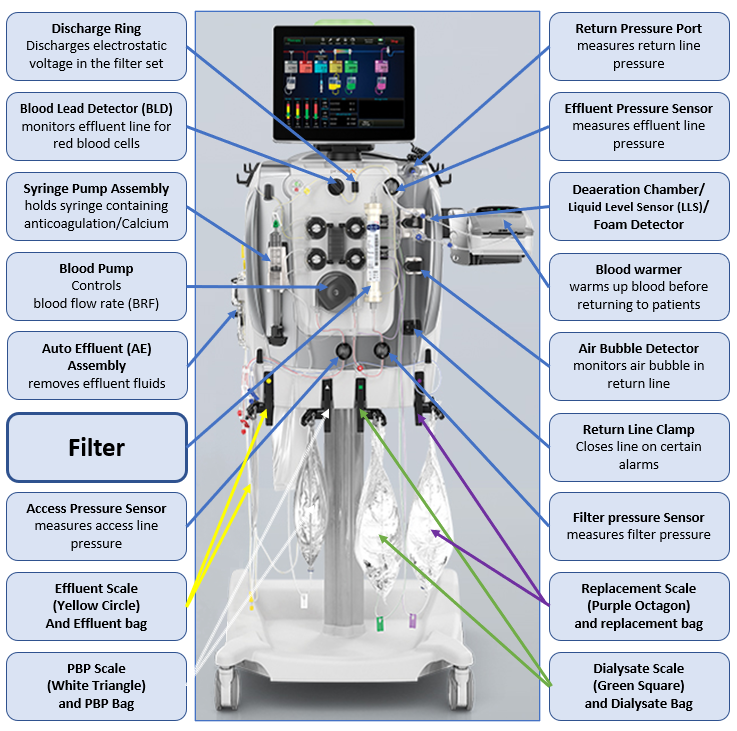 Discharge Ring
Discharges electrostatic
voltage in the filter set
Blood Lead Detector (BLD)
monitors effluent line for
red blood cells
Syringe Pump Assembly
holds syringe containing
anticoagulation/Calcium
Blood Pump
Controls
blood flow rate (BRF)
Auto Effluent (AE)
Assembly
removes effluent fluids
Filter
Access Pressure Sensor
measures access line
pressure
Effluent Scale
(Yellow Circle)
And Effluent bag
PBP Scale
(White Triangle)
and PBP Bag
Return Pressure Port
measures return line
pressure
Effluent Pressure Sensor
measures effluent line
pressure
Deaeration Chamber/
Liquid Level Sensor (LLS)/
Foam Detector
Blood warmer
warms up blood before
returning to patients
Air Bubble Detector
monitors air bubble in
return line
Return Line Clamp
Closes line on certain
alarms
Filter pressure Sensor
measures filter pressure
Replacement Scale
(Purple Octagon)
and replacement bag
Dialysate Scale
(Green Square)
and Dialysate Bag